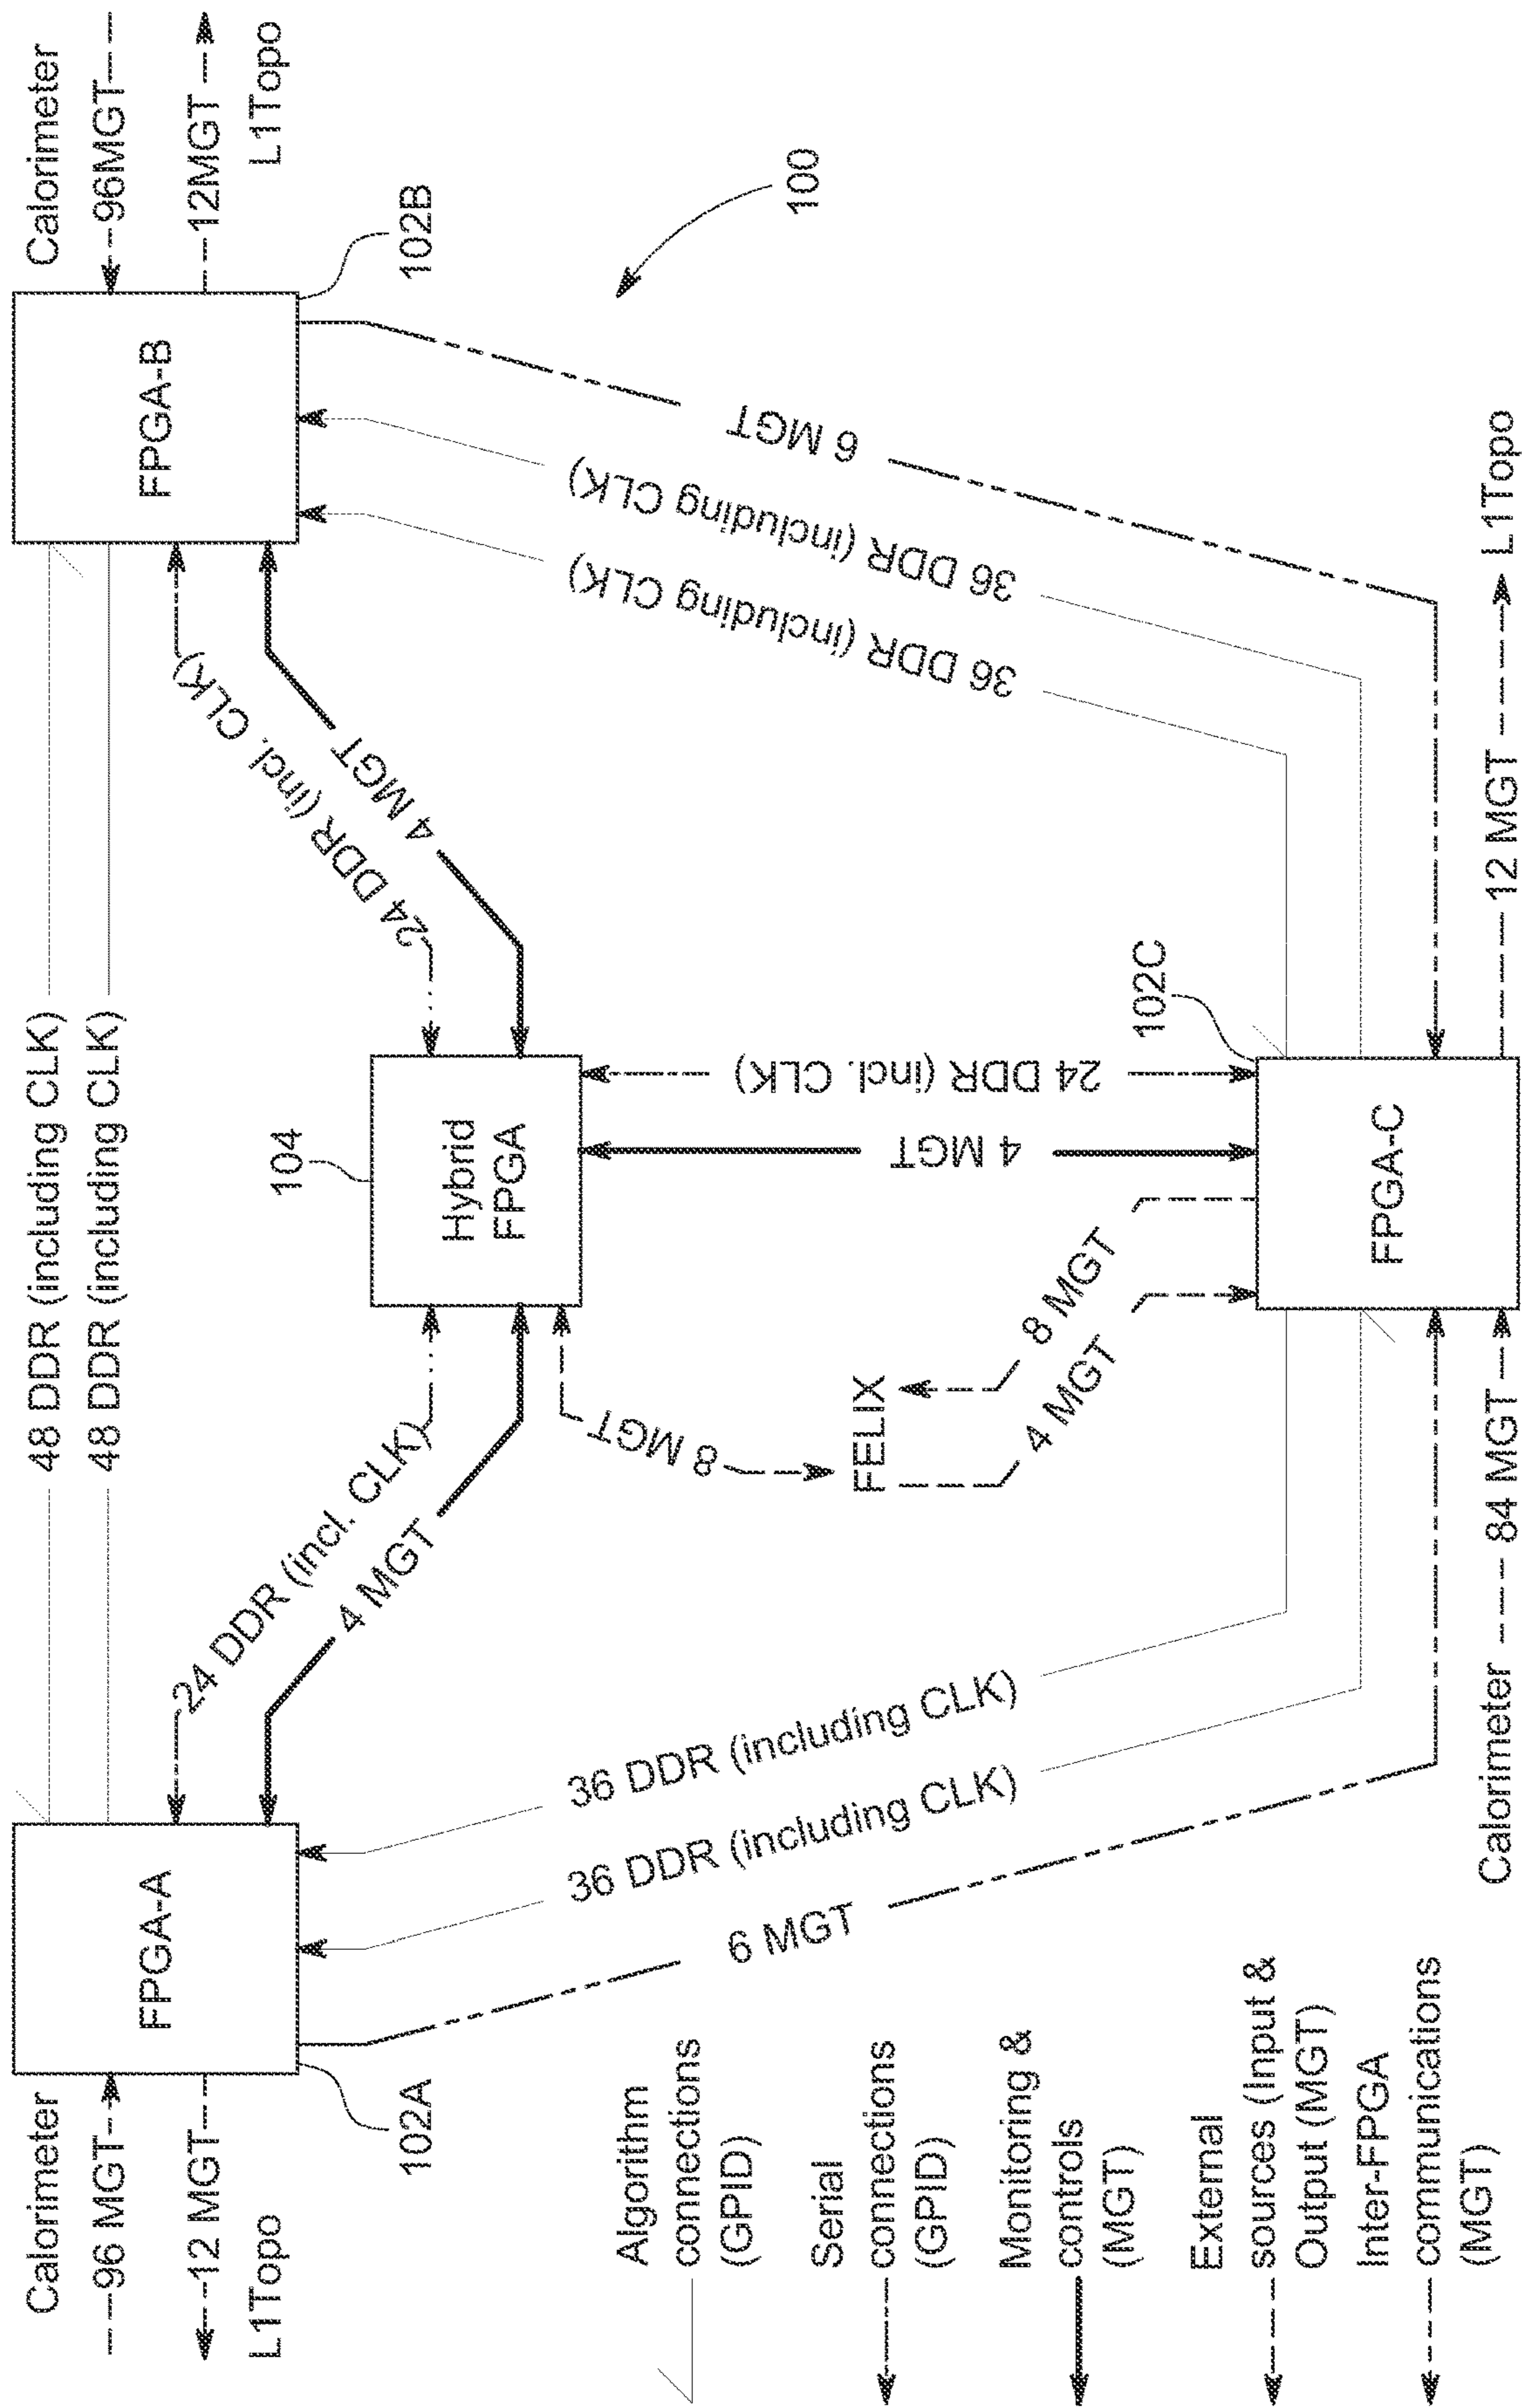 Calorimeter
96 MGT
12 MGT
L1Topo
FPGA-A
102A
48 DDR (including CLK)
48 DDR (including CLK)
FPGA-B
102B
Calorimeter
96MGT
12MGT
L1Topo
24 DDR (incl. CLK)
4 MGT
104
Hybrid
FPGA
24 DDR (incl. CLK)
4 MGT
100
36 DDR (including CLK)
36 DDR (including CLK)
6 MGT
8 MGT
FELIX
8 MGT
4 MGT
4 MGT
24 DDR (incl. CLK)
36 DDR (including CLK)
36 DDR (including CLK)
6 MGT
102C
FPGA-C
Calorimeter
84 MGT
12 MGT
L1Topo
Algorithm
connections
(GPID)
Serial
connections
(GPID)
Monitoring &
controls
(MGT)
External
sources (Input &
Output (MGT)
Inter-FPGA
communications
(MGT)